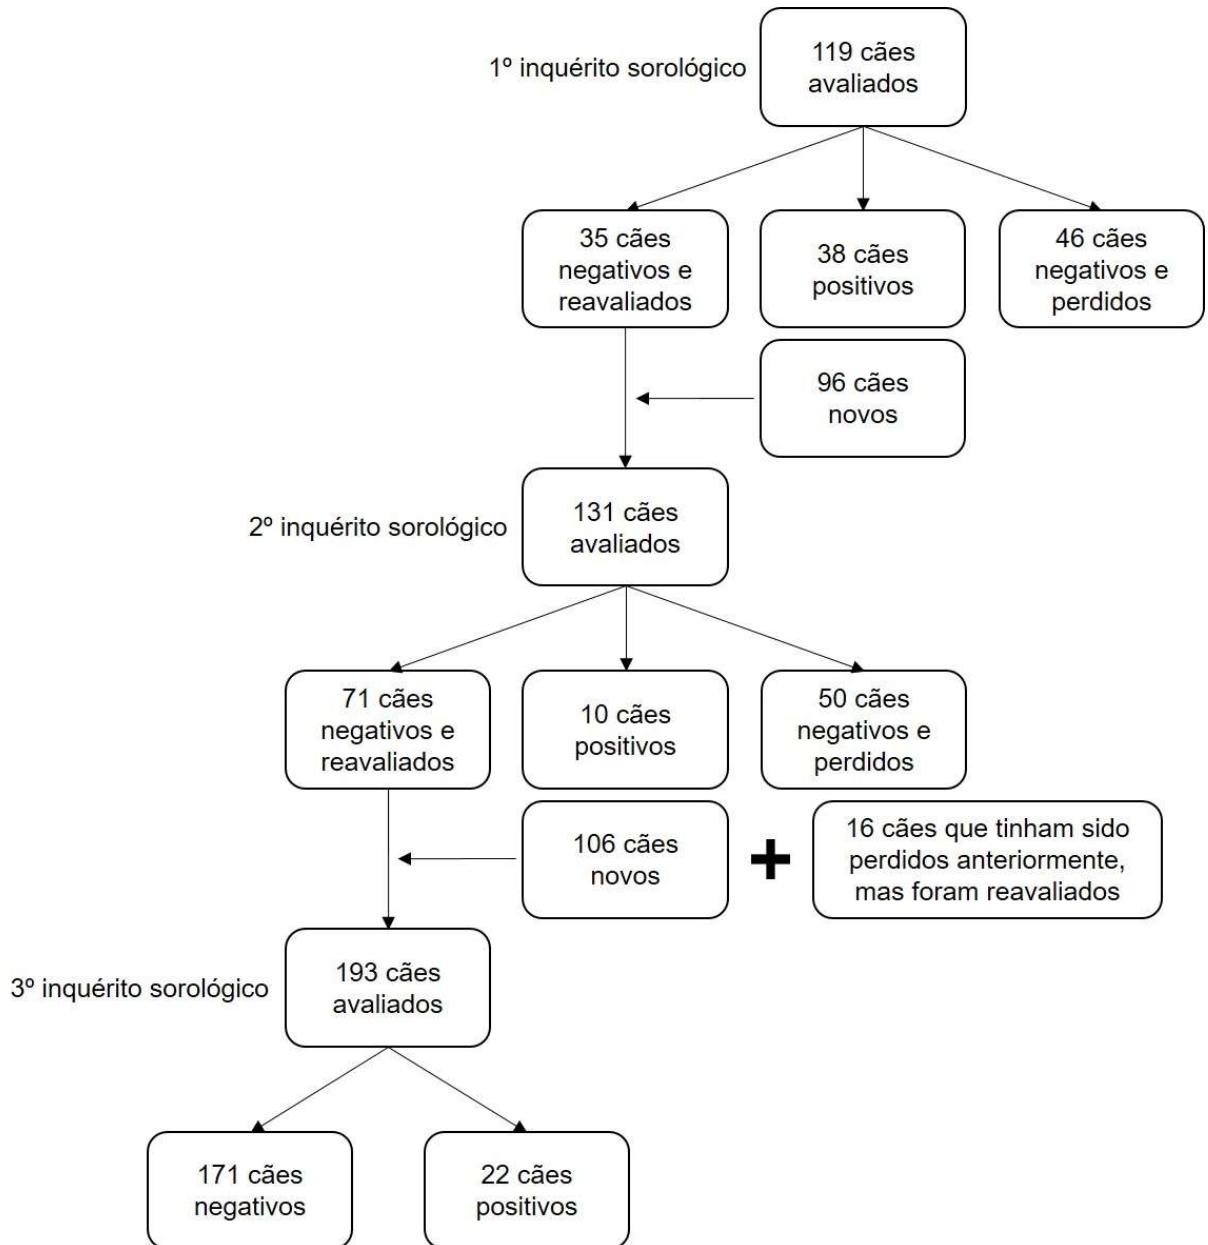 1º inquérito sorológico
119 cães
avaliados
35 cães
negativos e
reavaliados
38 cães
positivos
46 cães
negativos e
perdidos
96 cães
novos
2º inquérito sorológico
131 cães
avaliados
71 cães
negativos e
reavaliados
10 cães
positivos
50 cães
negativos e
perdidos
106 cães
novos
+
16 cães que tinham sido
perdidos anteriormente,
mas foram reavaliados
3º inquérito sorológico
193 cães
avaliados
171 cães
negativos
22 cães
positivos